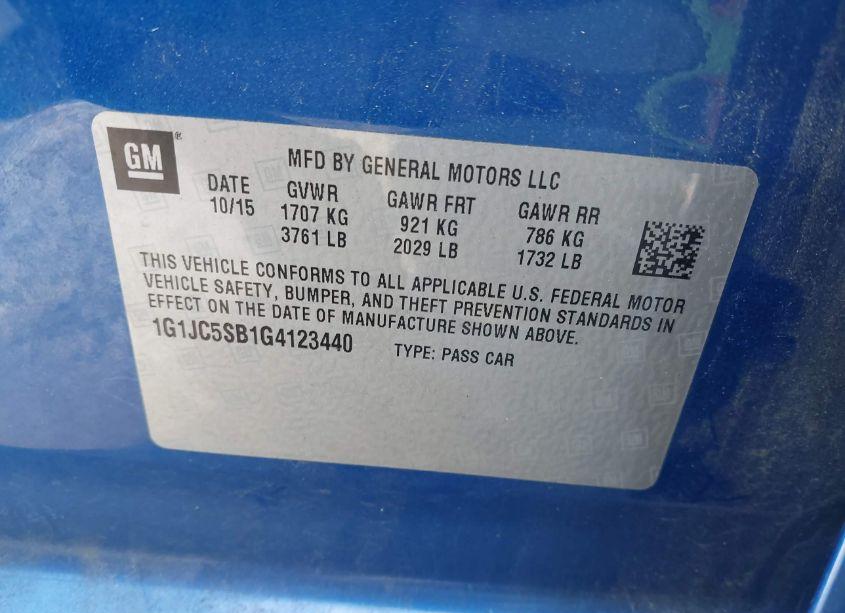 GM ®
MFD BY GENERAL MOTORS LLC
DATE GVWR GAWR FRT GAWR RR
10/15 1707 KG 921 KG 786 KG
3761 LB 2029 LB 1732 LB
THIS VEHICLE CONFORMS TO ALL APPLICABLE U.S. FEDERAL MOTOR
VEHICLE SAFETY, BUMPER, AND THEFT PREVENTION STANDARDS IN
EFFECT ON THE DATE OF MANUFACTURE SHOWN ABOVE.
1G1JC5SB1G4123440 TYPE: PASS CAR